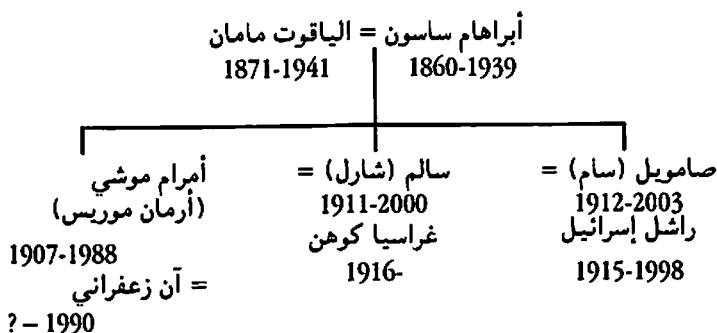 أبراهام ساسون = الياقوت مامان
1860-1939 1871-1941
صامويل (سام) = سالم (شارل) = أمرام موشي
1912-2003 1911-2000 (أرمان موريس)
راشل إسرائيل غراسيا كوهن 1907-1988
1915-1998 1916- = آن زعفراني
? – 1990